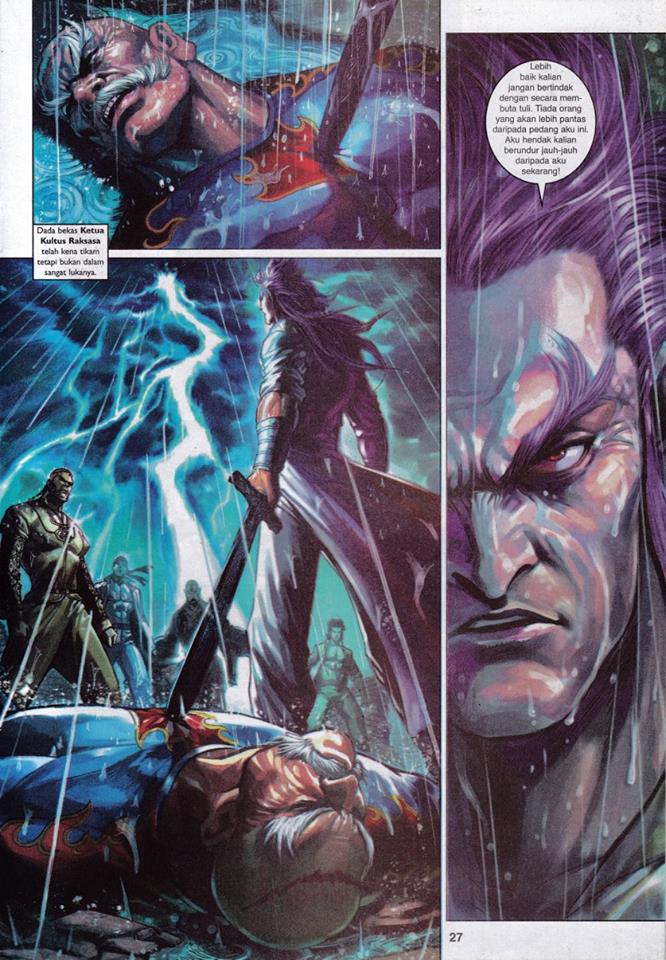 Dada bekas Ketua
Kultus Raksasa
telah kena tikam
tetapi bukan dalam
sangat lukanya.
Lebih
baik kalian
jangan bertindak
dengan secara mem-
buta tuli. Tiada orang
yang akan lebih pantas
daripada pedang aku ini.
Aku hendak kalian
berundur jauh-jauh
daripada aku
sekarang!
27